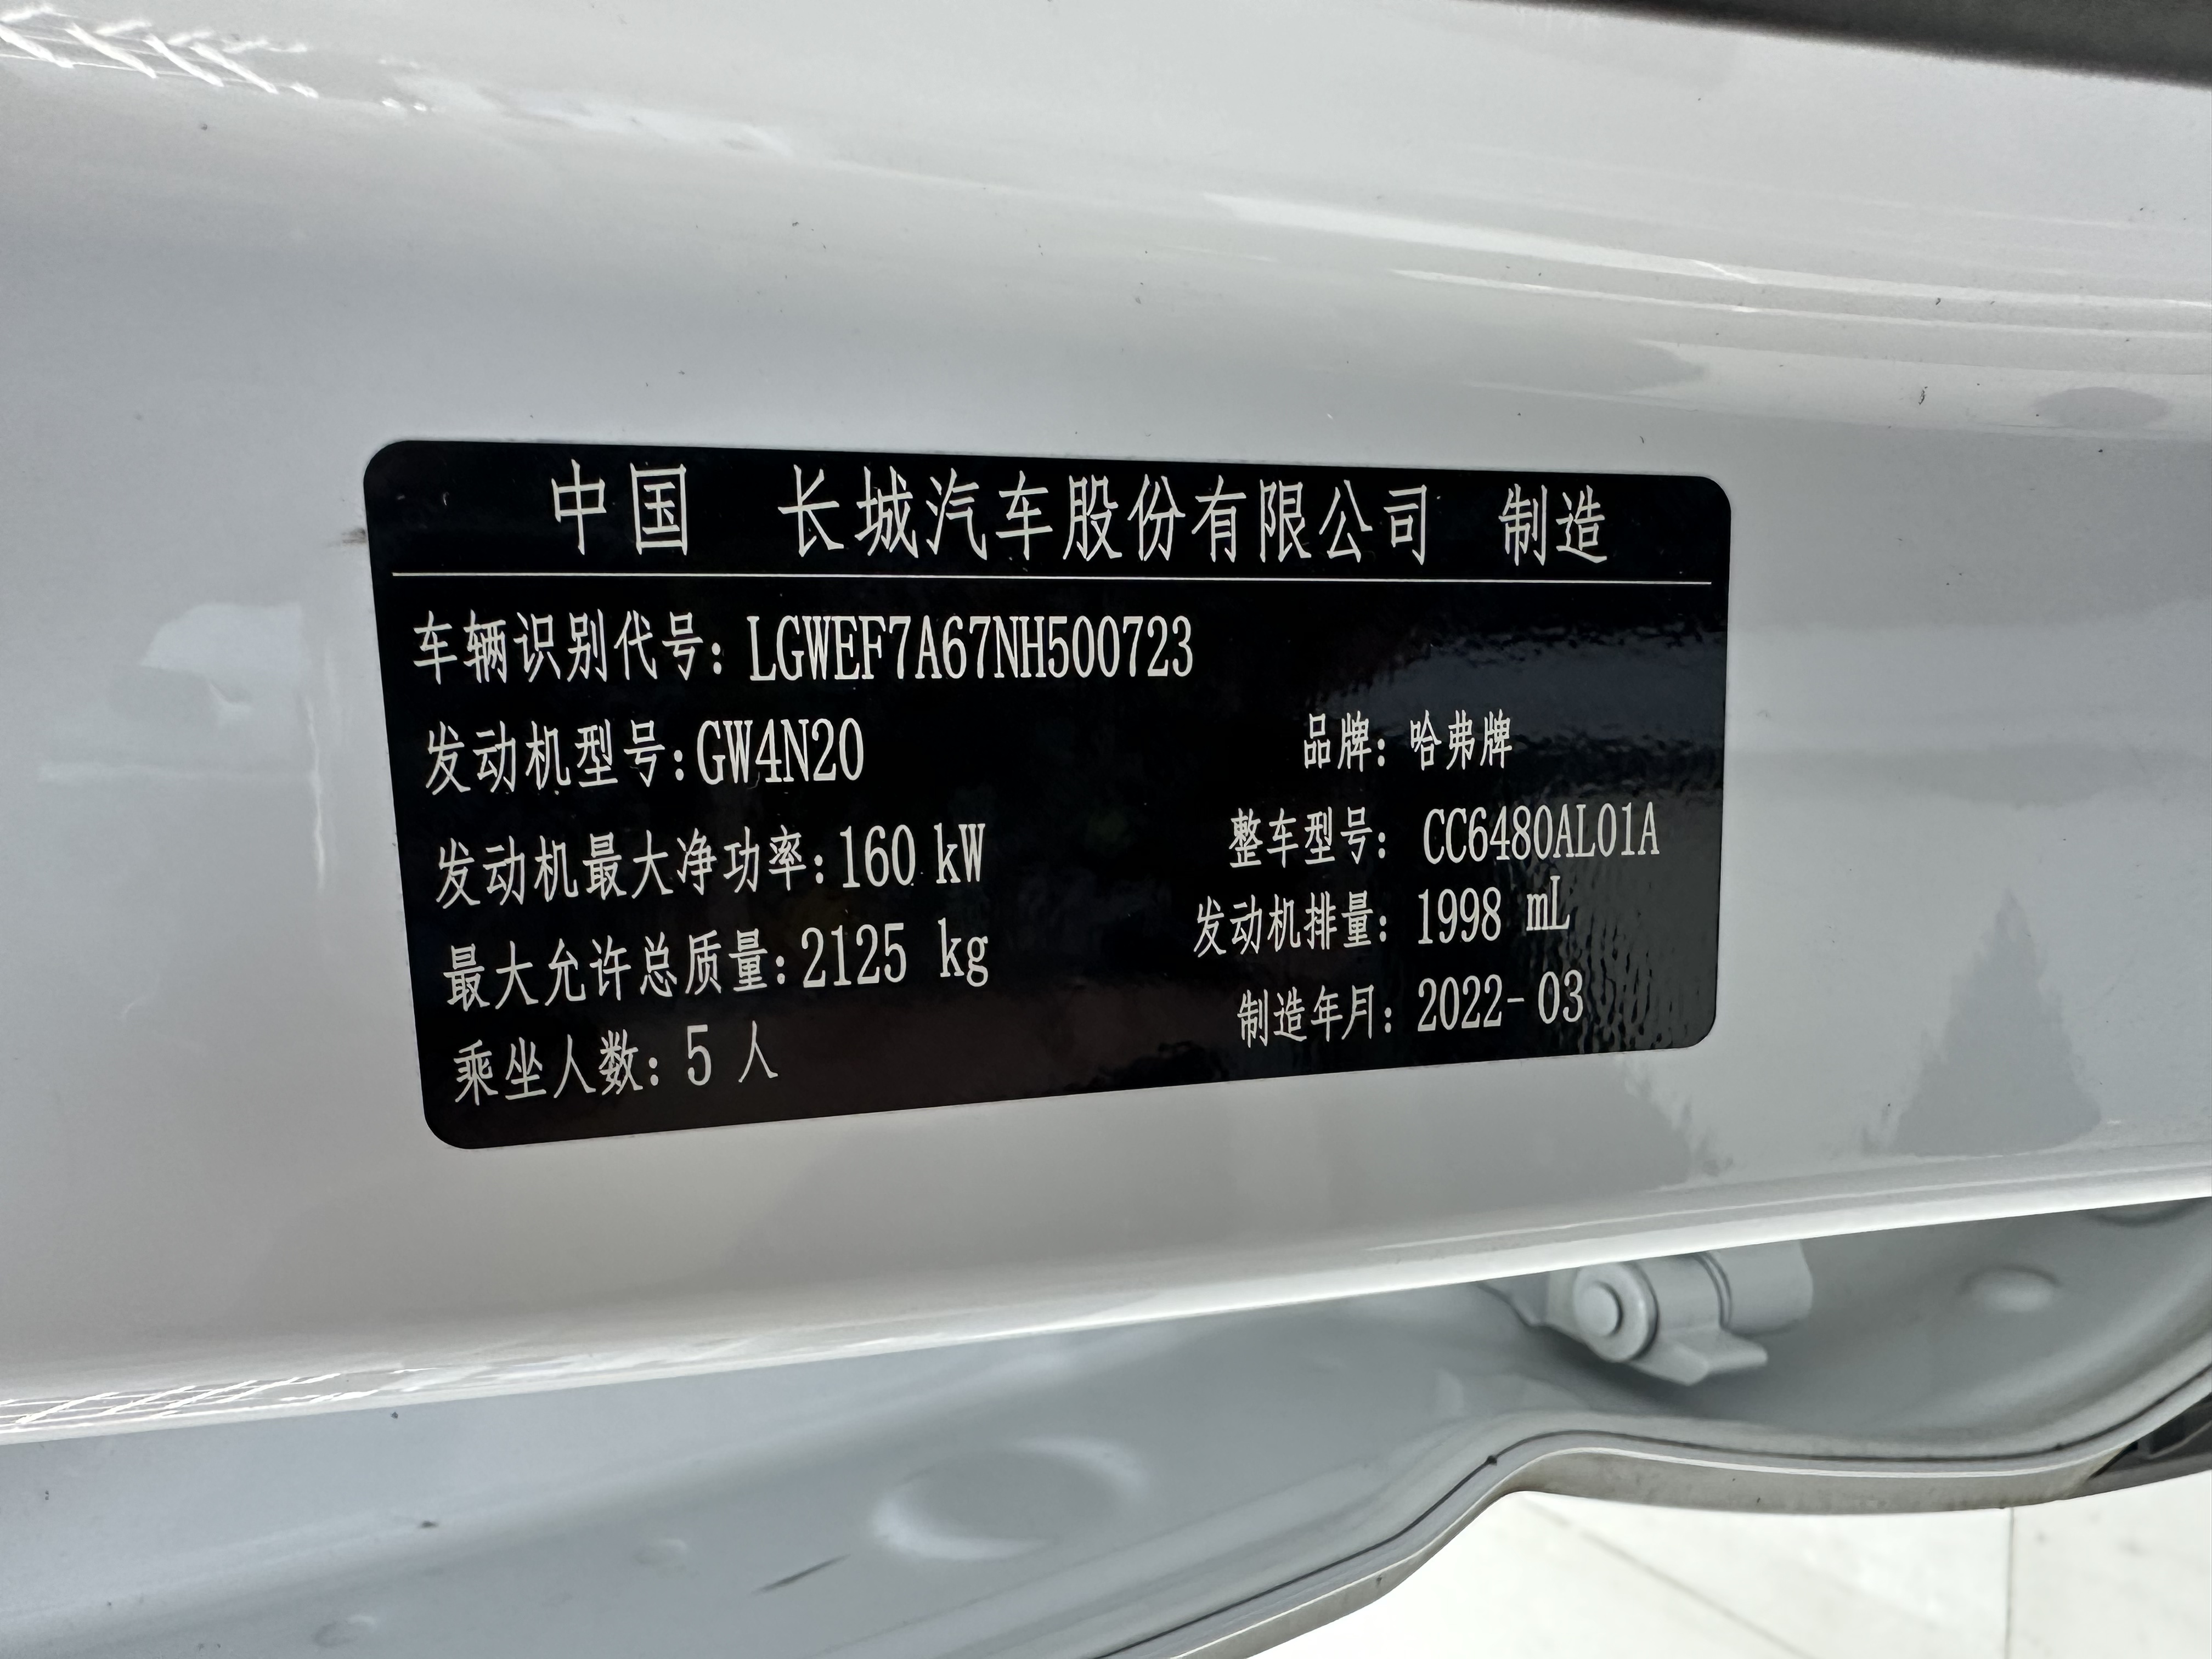 中国 长城汽车股份有限公司 制造
车辆识别代号: LGWEF7A67NH500723
发动机型号:GW4N20
品牌: 哈弗牌
发动机最大净功率:160 kW
整车型号: CC6480AL01A
最大允许总质量:2125 kg
发动机排量: 1998 mL
乘坐人数: 5 人
制造年月: 2022-03